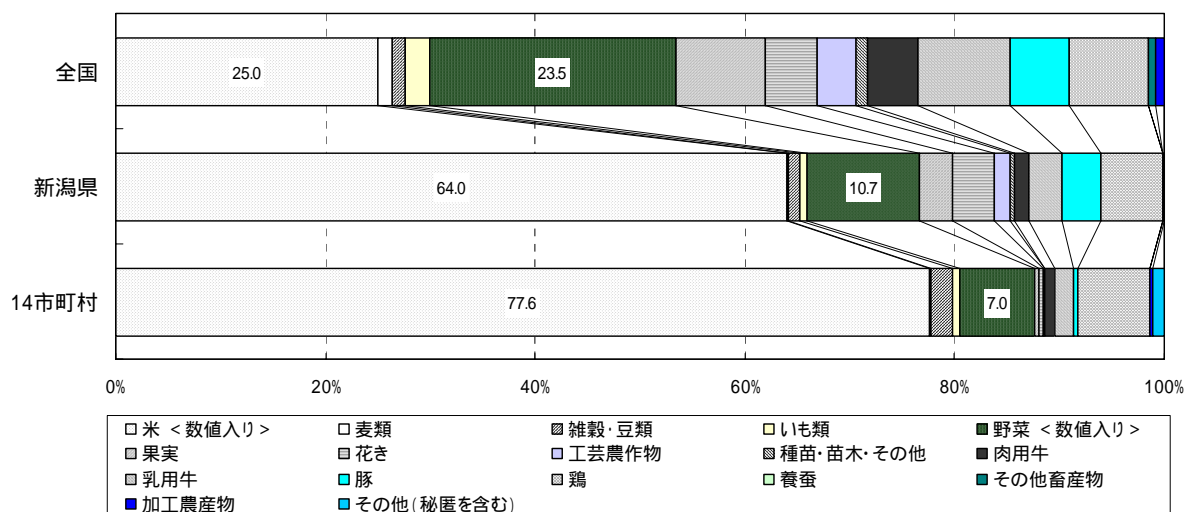 全国
25.0
23.5
新潟県
64.0
10.7
14市町村
77.6
7.0
0% 20% 40% 60% 80% 100%
米 <数値入り> 麦類 雑穀・豆類 いも類 野菜 <数値入り>
果実 花き 工芸農作物 種苗・苗木・その他 肉用牛
乳用牛 豚 鶏 養蚕 その他畜産物
加工農産物 その他(秘匿を含む)